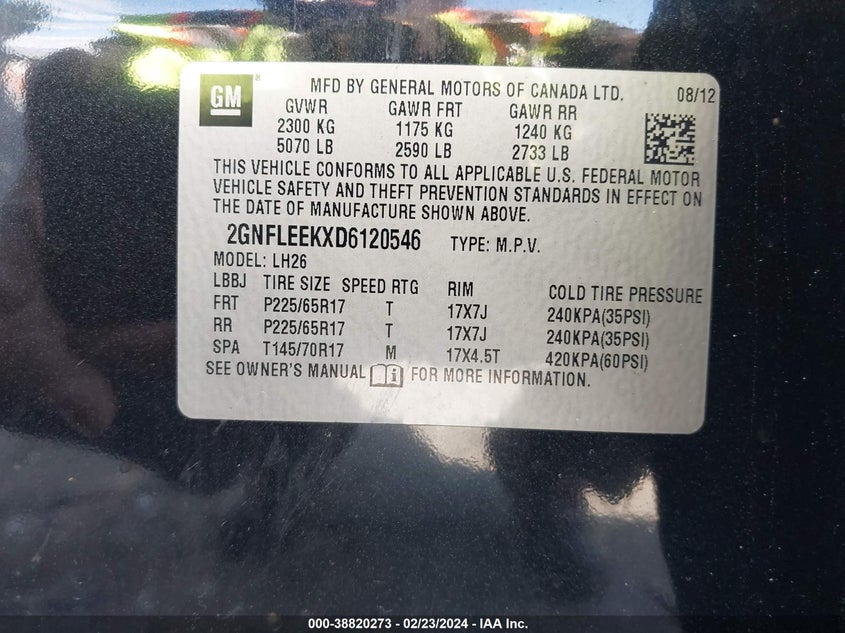 GM ® MFD BY GENERAL MOTORS OF CANADA LTD. 08/12
GVWR GAWR FRT GAWR RR
2300 KG 1175 KG 1240 KG
5070 LB 2590 LB 2733 LB
THIS VEHICLE CONFORMS TO ALL APPLICABLE U.S. FEDERAL MOTOR
VEHICLE SAFETY AND THEFT PREVENTION STANDARDS IN EFFECT ON
THE DATE OF MANUFACTURE SHOWN ABOVE.
2GNFLEEKXD6120546 TYPE: M.P.V.
MODEL: LH26
LBBJ TIRE SIZE SPEED RTG RIM COLD TIRE PRESSURE
FRT P225/65R17 T 17X7J 240KPA(35PSI)
RR P225/65R17 T 17X7J 240KPA(35PSI)
SPA T145/70R17 M 17X4.5T 420KPA(60PSI)
SEE OWNER'S MANUAL i FOR MORE INFORMATION.
000-38820273 - 02/23/2024 - IAA Inc.